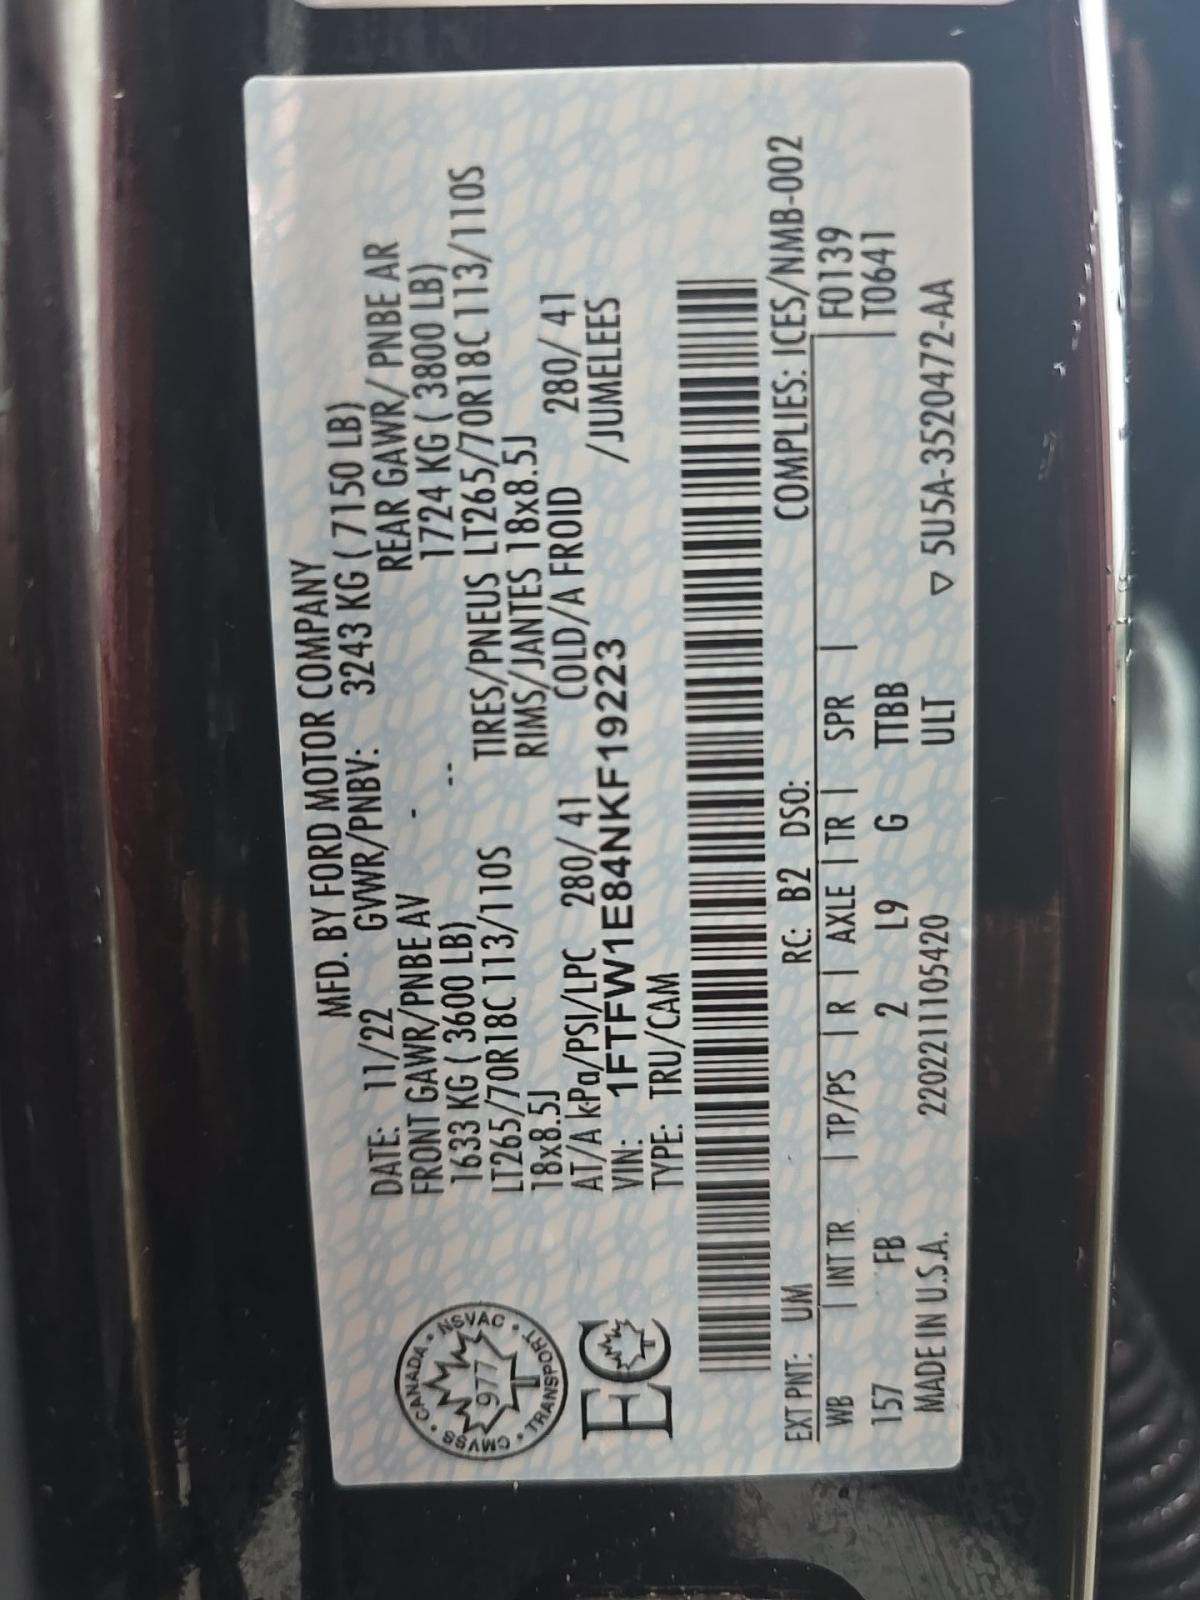 MFD. BY FORD MOTOR COMPANY
DATE: 11/22 GVWR/PNBV: 3243 KG ( 7150 LB)
FRONT GAWR/PNBE AV - REAR GAWR/ PNBE AR
1633 KG ( 3600 LB) -- 1724 KG ( 3800 LB)
LT265/70R18C 113/110S TIRES/PNEUS LT265/70R18C 113/110S
18x8.5J RIMS/JANTES 18x8.5J
AT/A kPa/PSI/LPC 280/ 41 COLD/A FROID 280/ 41
VIN: 1FTFW1E84NKF19223 /JUMELEES
TYPE: TRU/CAM
CANADA • NSVAC • TRANSPORT • CMVSS •
977
EC
EXT PNT: UM RC: B2 DSO: COMPLIES: ICES/NMB-002
WB | INT TR | TP/PS | R | AXLE | TR | SPR | F0139
157 FB 2 L9 G TTBB | T0641
MADE IN U.S.A. 220221105420 ULT ▽ 5U5A-3520472-AA